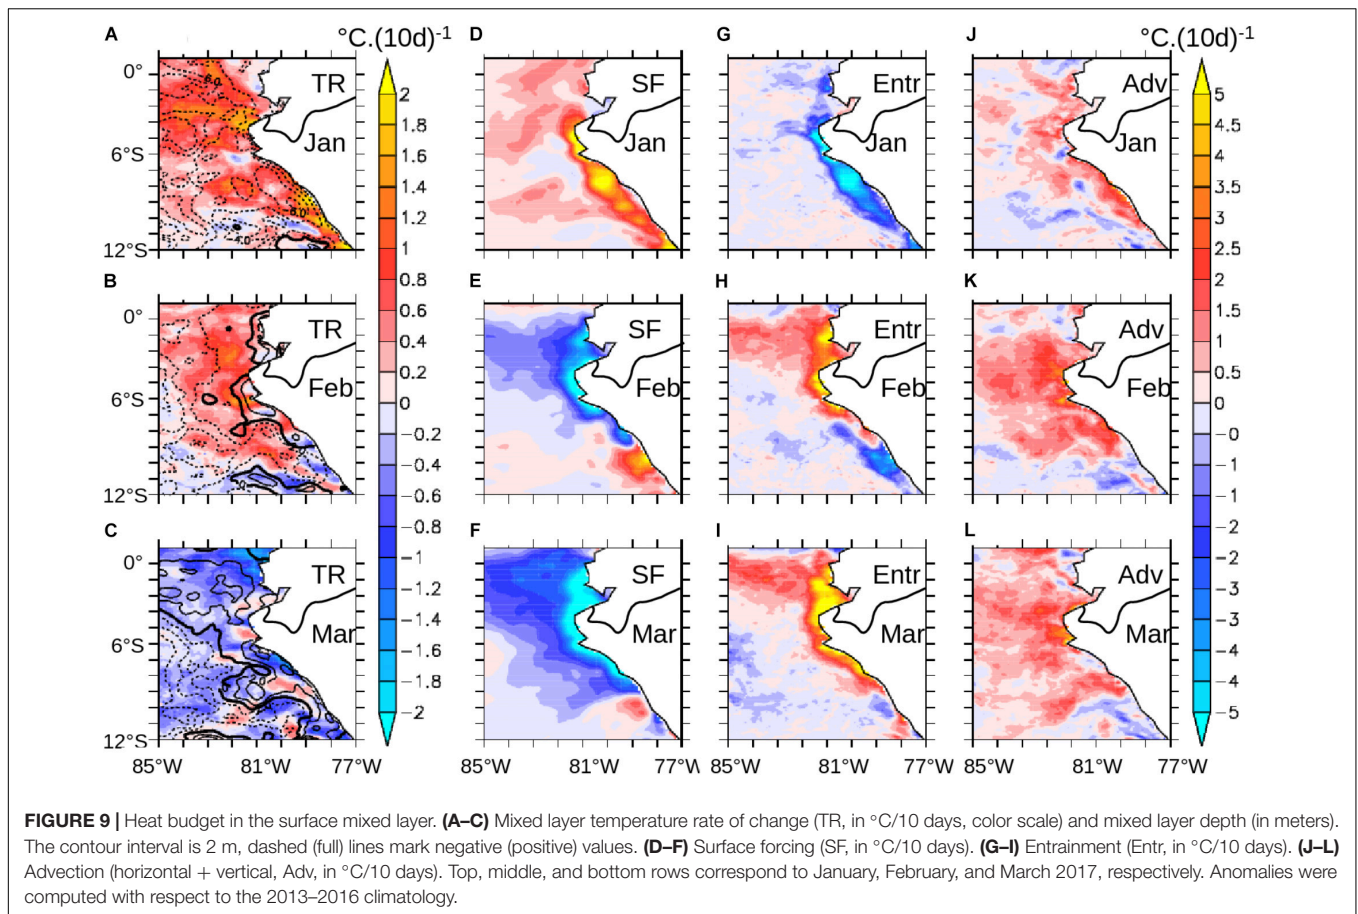 A
D
G
J
°C.(10d)-1
°C.(10d)-1
0°
6°S
12°S
TR
Jan
SF
Jan
Entr
Jan
Adv
Jan
8.0
8.0
2
1.8
1.6
1.4
1.2
1
0.8
0.6
0.4
0.2
0
−0.2
−0.4
−0.6
−0.8
−1
−1.2
−1.4
−1.6
−1.8
−2
5
4.5
4
3.5
3
2.5
2
1.5
1
0.5
0
−0
−1
−1
−2
−2
−3
−3
−4
−4
−5
B
E
H
K
0°
6°S
12°S
TR
Feb
SF
Feb
Entr
Feb
Adv
Feb
C
F
I
L
0°
6°S
12°S
TR
Mar
SF
Mar
Entr
Mar
Adv
Mar
85°W 81°W 77°W 85°W 81°W 77°W 85°W 81°W 77°W 85°W 81°W 77°W
FIGURE 9 | Heat budget in the surface mixed layer. (A–C) Mixed layer temperature rate of change (TR, in °C/10 days, color scale) and mixed layer depth (in meters).
The contour interval is 2 m, dashed (full) lines mark negative (positive) values. (D–F) Surface forcing (SF, in °C/10 days). (G–I) Entrainment (Entr, in °C/10 days). (J–L)
Advection (horizontal + vertical, Adv, in °C/10 days). Top, middle, and bottom rows correspond to January, February, and March 2017, respectively. Anomalies were
computed with respect to the 2013–2016 climatology.